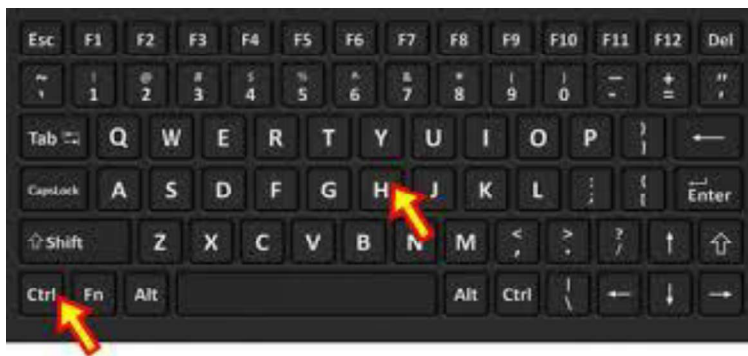 Esc F1 F2 F3 F4 F5 F6 F7 F8 F9 F10 F11 F12 Del
~ ` ! 1 @ 2 # 3 $ 4 % 5 ^ 6 & 7 * 8 ( 9 ) 0 - + = " '
Tab Q W E R T Y U I O P } ] ←
CapsLock A S D F G H J K L : ; { [ Enter
⇧ Shift Z X C V B N M < , > . ? / ↑ ⇧
Ctrl Fn Alt Alt Ctrl | \ ← ↓ →